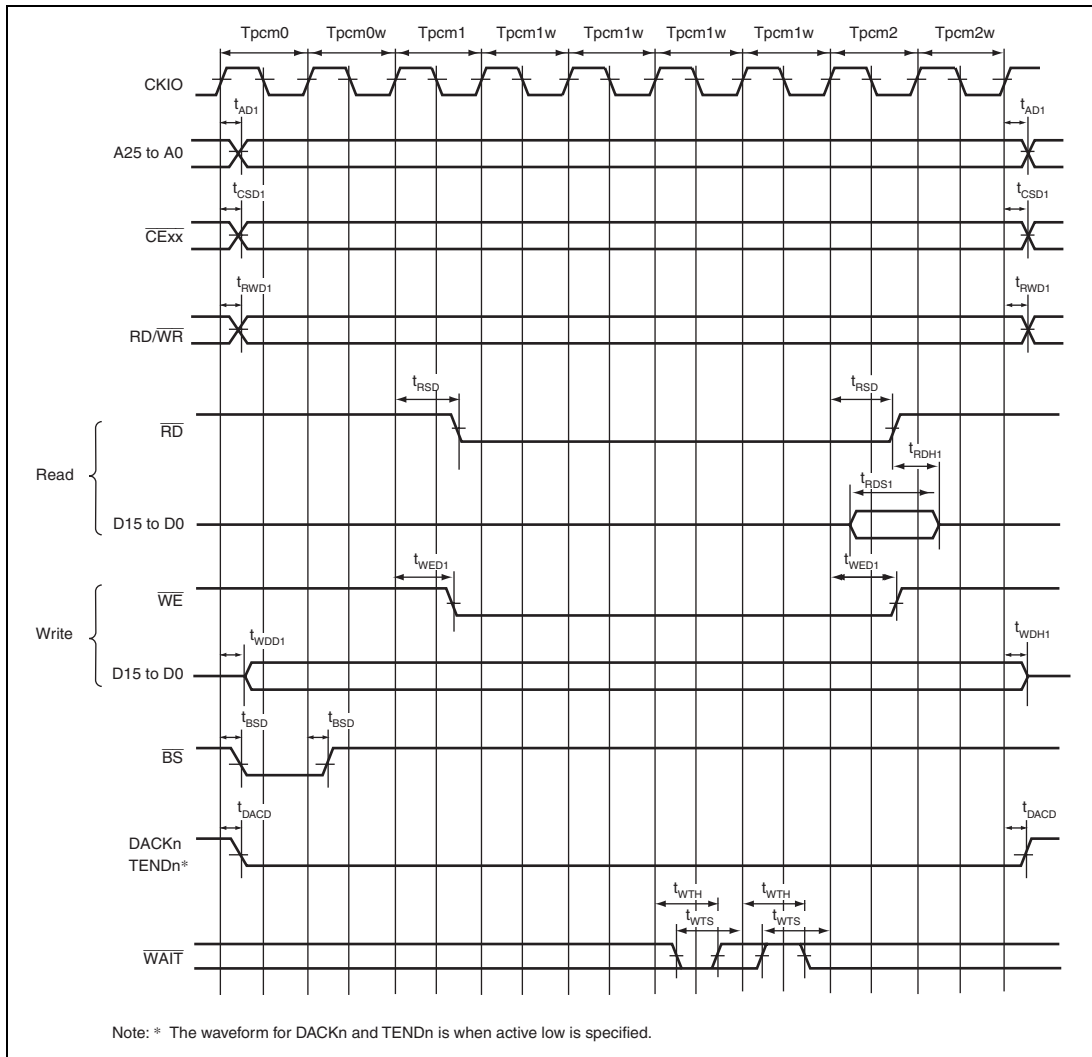 Tpcm0 Tpcm0w Tpcm1 Tpcm1w Tpcm1w Tpcm1w Tpcm1w Tpcm2 Tpcm2w
CKIO
tAD1 tAD1
A25 to A0
tCSD1 tCSD1
CExx
tRWD1 tRWD1
RD/WR
tRSD tRSD
RD
tRDH1
Read
tRDS1
D15 to D0
tWED1 tWED1
WE
Write
tWDD1 tWDH1
D15 to D0
tBSD tBSD
BS
tDACD tDACD
DACKn
TENDn*
tWTH tWTH
tWTS tWTS
WAIT
Note: * The waveform for DACKn and TENDn is when active low is specified.